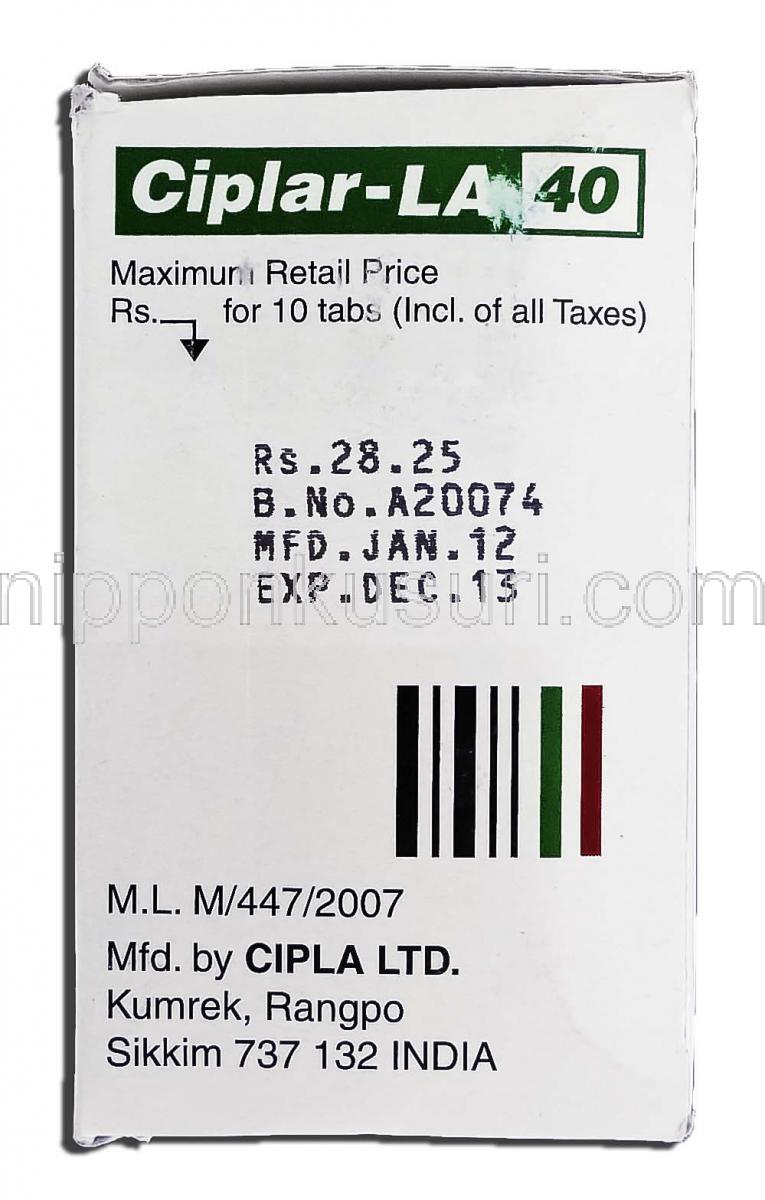 Ciplar-LA 40
Maximum Retail Price
Rs. for 10 tabs (Incl. of all Taxes)
Rs.28.25
B.No.A20074
MFD.JAN.12
EXP.DEC.13
nipponkusuri.com
M.L. M/447/2007
Mfd. by CIPLA LTD.
Kumrek, Rangpo
Sikkim 737 132 INDIA